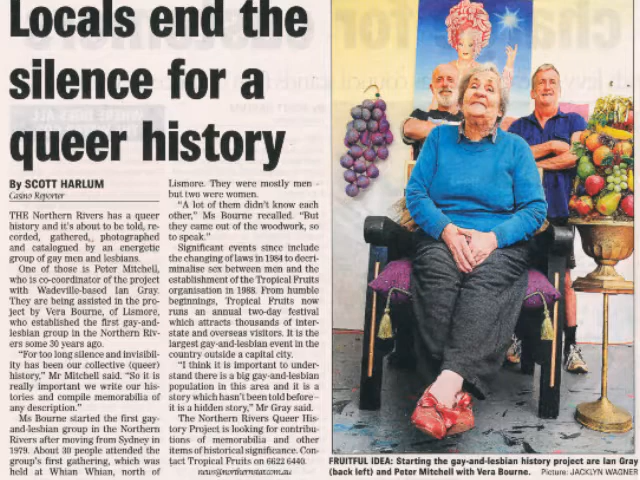 Locals end the
silence for a
queer history
By SCOTT HARLUM
Casino Reporter
THE Northern Rivers has a queer
history and it's about to be told, re-
corded, gathered, photographed
and catalogued by an energetic
group of gay men and lesbians.
One of those is Peter Mitchell,
who is co-coordinator of the project
with Wadeville-based Ian Gray.
They are being assisted in the pro-
ject by Vera Bourne, of Lismore,
who established the first gay-and-
lesbian group in the Northern Riv-
ers some 30 years ago.
"For too long silence and invisibil-
ity has been our collective (queer)
history," Mr Mitchell said. "So it is
really important we write our his-
tories and compile memorabilia of
any description."
Ms Bourne started the first gay-
and-lesbian group in the Northern
Rivers after moving from Sydney in
1979. About 30 people attended the
group's first gathering, which was
held at Whian Whian, north of
Lismore. They were mostly men -
but two were women.
"A lot of them didn't know each
other," Ms Bourne recalled. "But
they came out of the woodwork, so
to speak."
Significant events since include
the changing of laws in 1984 to decri-
minalise sex between men and the
establishment of the Tropical Fruits
organisation in 1988. From humble
beginnings, Tropical Fruits now
runs an annual two-day festival
which attracts thousands of inter-
state and overseas visitors. It is the
largest gay-and-lesbian event in the
country outside a capital city.
"I think it is important to under-
stand there is a big gay-and-lesbian
population in this area and it is a
story which hasn't been told before -
it is a hidden story," Mr Gray said.
The Northern Rivers Queer His-
tory Project is looking for contribu-
tions of memorabilia and other
items of historical significance. Con-
tact Tropical Fruits on 6622 6440.
news@northernstar.com.au
FRUITFUL IDEA: Starting the gay-and-lesbian history project are Ian Gray
(back left) and Peter Mitchell with Vera Bourne. Picture: JACKLYN WAGNER